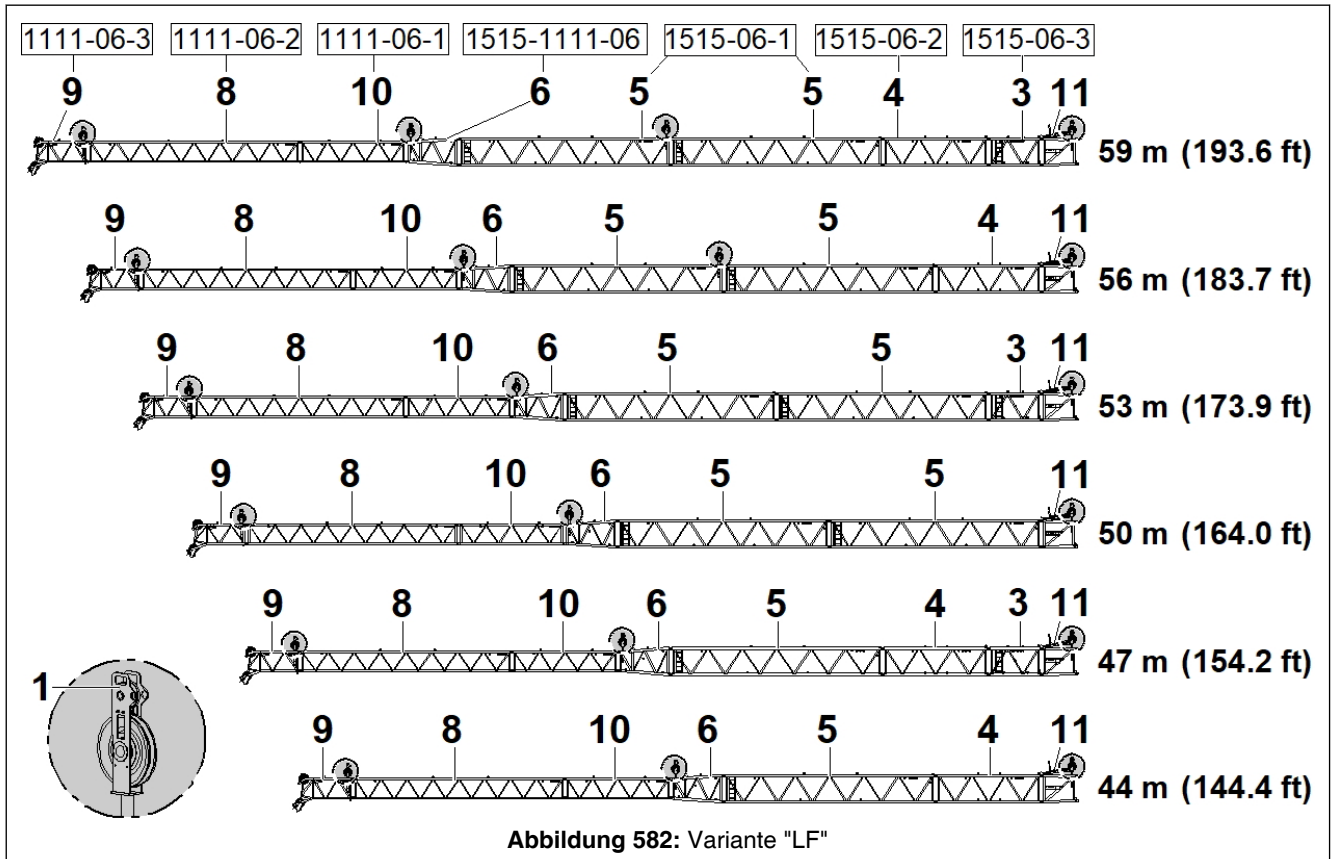 1111-06-3 1111-06-2 1111-06-1 1515-1111-06 1515-06-1 1515-06-2 1515-06-3
9 8 10 6 5 5 4 3 11
59 m (193.6 ft)
9 8 10 6 5 5 4 11
56 m (183.7 ft)
9 8 10 6 5 5 3 11
53 m (173.9 ft)
9 8 10 6 5 5 11
50 m (164.0 ft)
9 8 10 6 5 4 3 11
47 m (154.2 ft)
1
9 8 10 6 5 4 11
44 m (144.4 ft)
Abbildung 582: Variante "LF"